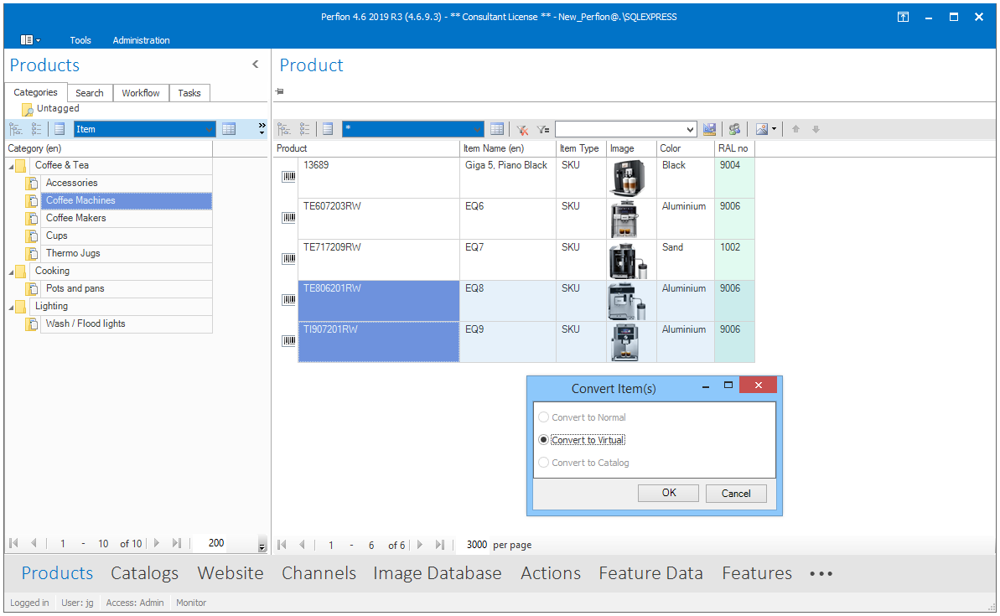 Perfion 4.6 2019 R3 (4.6.9.3) - ** Consultant License ** - New_Perfion@.\SQLEXPRESS
Tools Administration
Products
Product
Categories Search Workflow Tasks
Untagged
Item
*
Category (en)
Product Item Name (en) Item Type Image Color RAL no
Coffee & Tea
Accessories
Coffee Machines
Coffee Makers
Cups
Thermo Jugs
Cooking
Pots and pans
Lighting
Wash / Flood lights
13689 Giga 5, Piano Black SKU Black 9004
TE607203RW EQ6 SKU Aluminium 9006
TE717209RW EQ7 SKU Sand 1002
TE806201RW EQ8 SKU Aluminium 9006
TI907201RW EQ9 SKU Aluminium 9006
Convert Item(s)
Convert to Normal
Convert to Virtual
Convert to Catalog
OK Cancel
1 - 10 of 10 200
1 - 6 of 6 3000 per page
Products Catalogs Website Channels Image Database Actions Feature Data Features •••
Logged in User: jg Access: Admin Monitor